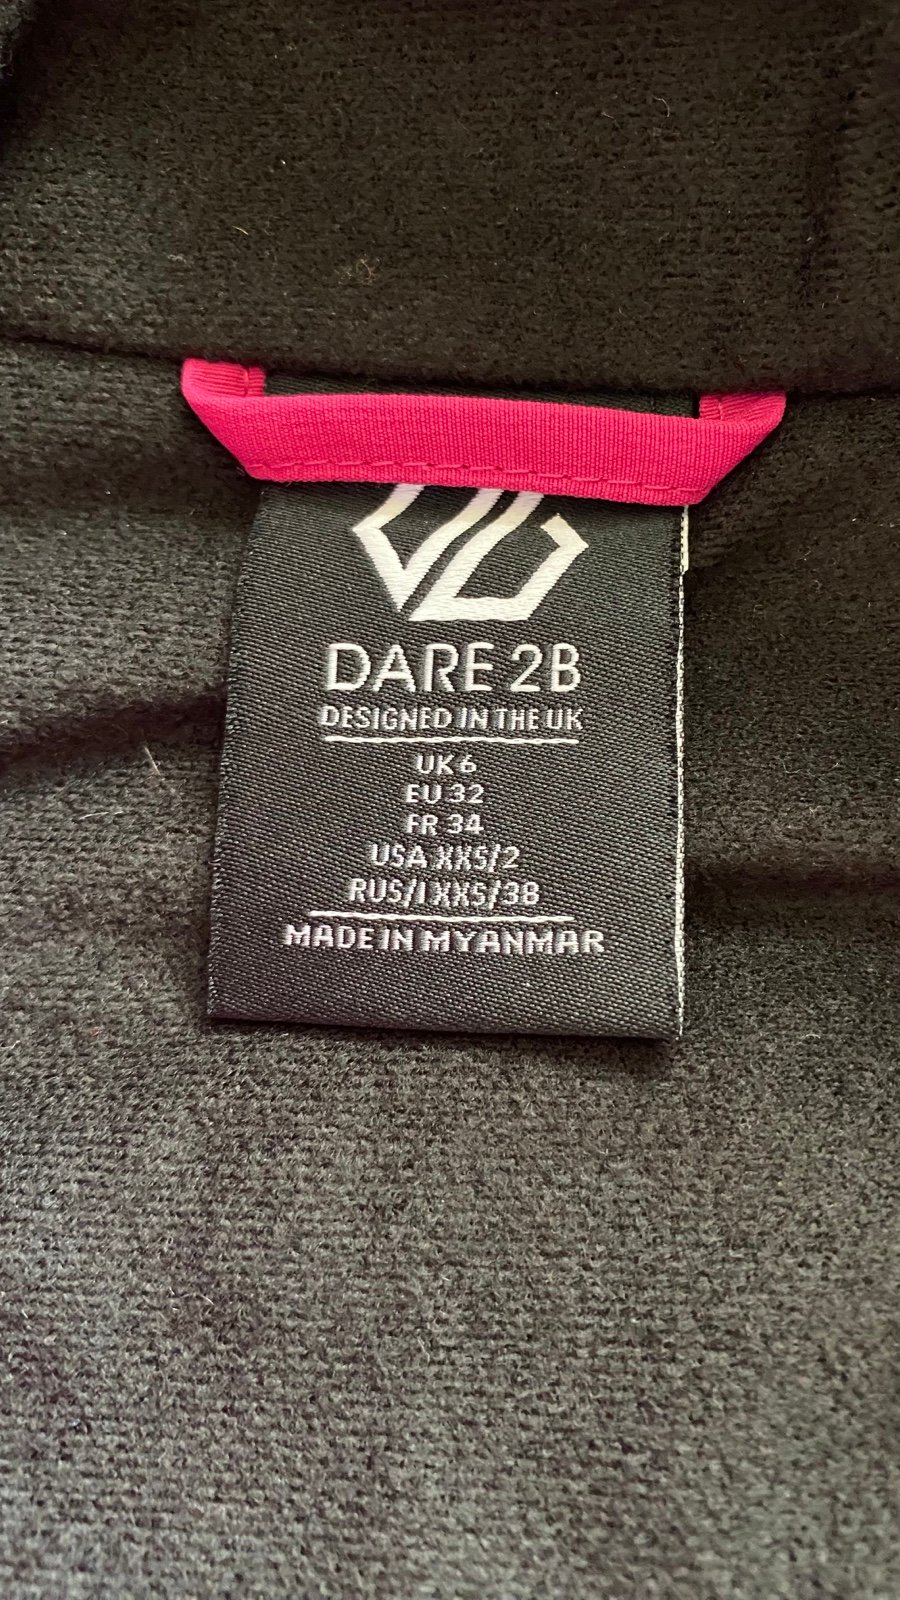 DARE 2B
DESIGNED IN THE UK
UK 6
EU 32
FR 34
USA XXS/2
RUS/I XXS/38
MADE IN MYANMAR